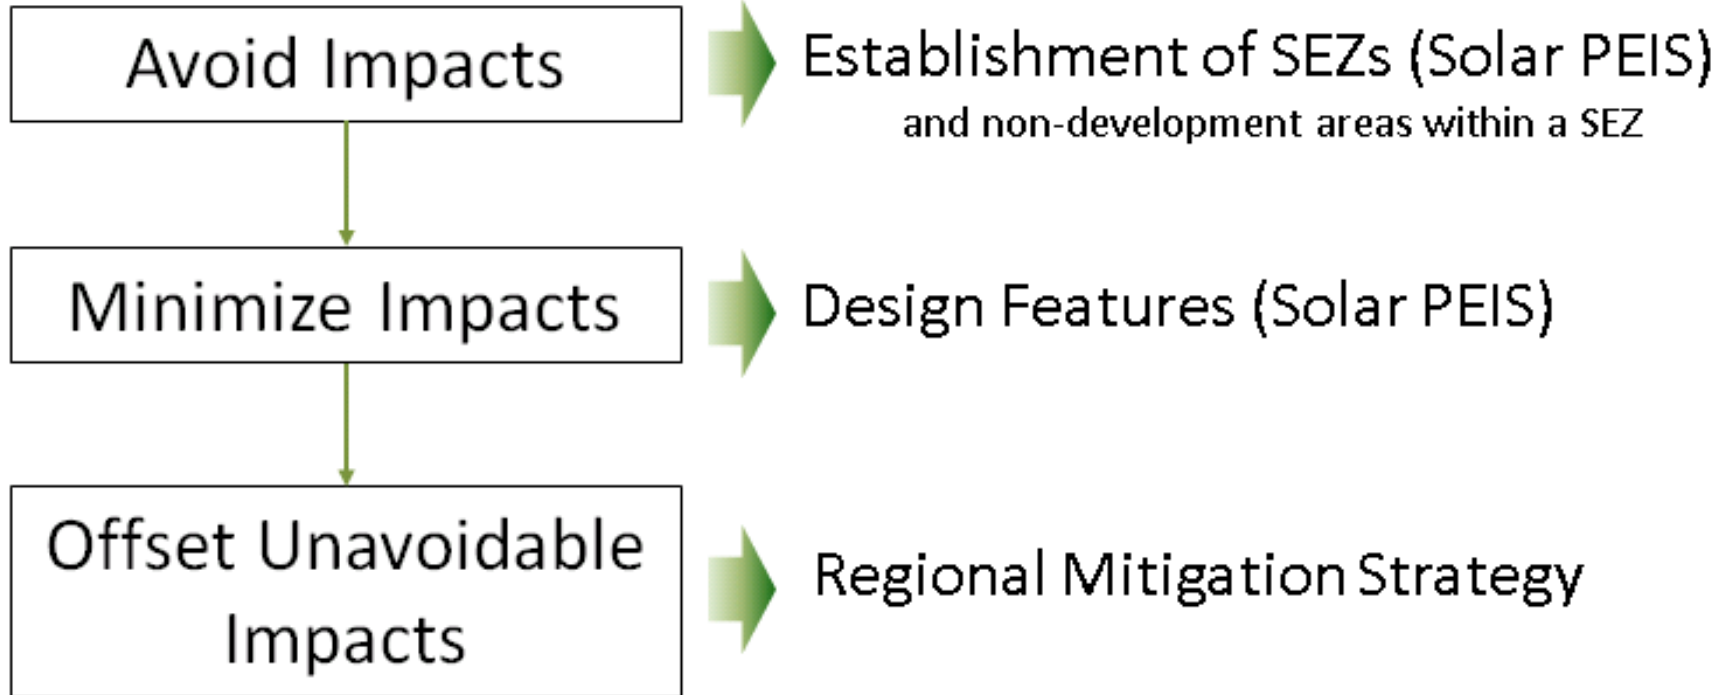 Avoid Impacts
Establishment of SEZs (Solar PEIS)
and non-development areas within a SEZ
Minimize Impacts
Design Features (Solar PEIS)
Offset Unavoidable
Impacts
Regional Mitigation Strategy